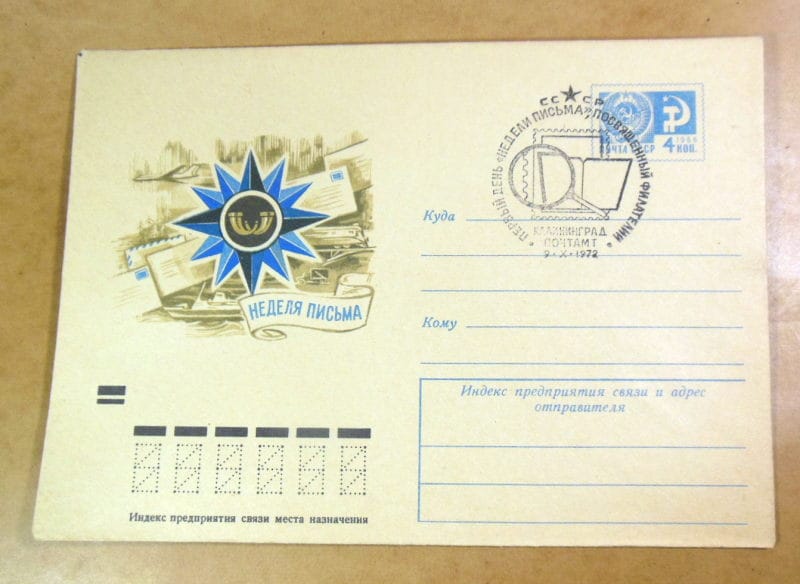 НЕДЕЛЯ ПИСЬМА
СССР
ПЕРВЫЙ ДЕНЬ «НЕДЕЛИ ПИСЬМА», ПОСВЯЩЕННЫЙ ФИЛАТЕЛИИ
КАЛИНИНГРАД
ПОЧТАМТ
9·X·1972
1966
ПОЧТА СССР 4 КОП.
Куда
Кому
Индекс предприятия связи и адрес
отправителя
Индекс предприятия связи места назначения